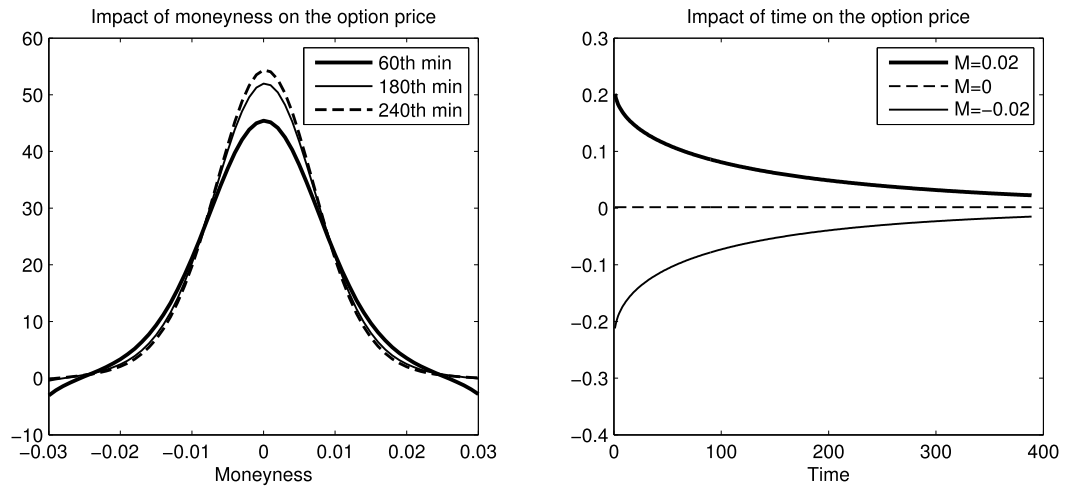 Impact of moneyness on the option price
60
50
40
30
20
10
0
−10
60th min
180th min
240th min
−0.03 −0.02 −0.01 0 0.01 0.02 0.03
Moneyness
Impact of time on the option price
0.3
0.2
0.1
0
−0.1
−0.2
−0.3
−0.4
M=0.02
M=0
M=−0.02
0 100 200 300 400
Time